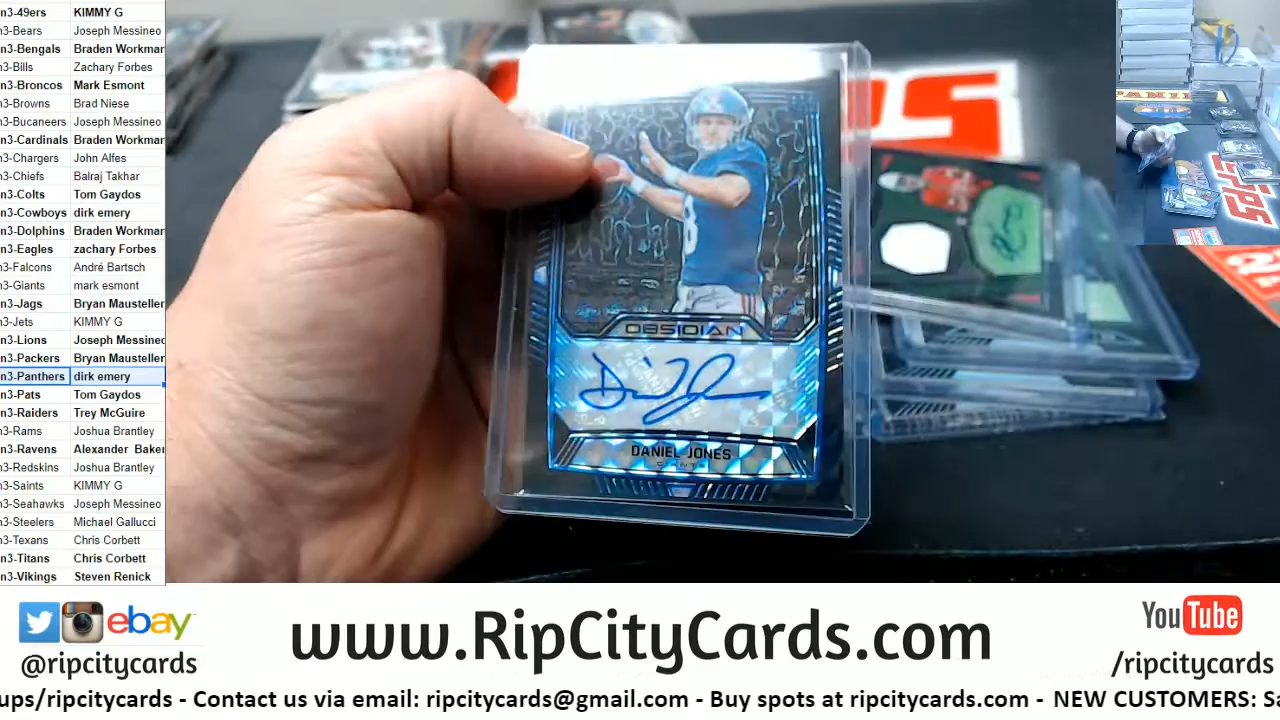 n3-49ers KIMMY G
n3-Bears Joseph Messineo
n3-Bengals Braden Workmar
n3-Bills Zachary Forbes
n3-Broncos Mark Esmont
n3-Browns Brad Niese
n3-Bucaneers Joseph Messineo
n3-Cardinals Braden Workmar
n3-Chargers John Alfes
n3-Chiefs Balraj Takhar
n3-Colts Tom Gaydos
n3-Cowboys dirk emery
n3-Dolphins Braden Workmar
n3-Eagles zachary Forbes
n3-Falcons André Bartsch
n3-Giants mark esmont
n3-Jags Bryan Mausteller
n3-Jets KIMMY G
n3-Lions Joseph Messinec
n3-Packers Bryan Mausteller
n3-Panthers dirk emery
n3-Pats Tom Gaydos
n3-Raiders Trey McGuire
n3-Rams Joshua Brantley
n3-Ravens Alexander Baker
n3-Redskins Joshua Brantley
n3-Saints KIMMY G
n3-Seahawks Joseph Messineo
n3-Steelers Michael Gallucci
n3-Texans Chris Corbett
n3-Titans Chris Corbett
n3-Vikings Steven Renick
8
OBSIDIAN
DANIEL JONES
GIANTS
ebay
@ripcitycards
www.RipCityCards.com
YouTube
/ripcitycards
ups/ripcitycards - Contact us via email: ripcitycards@gmail.com - Buy spots at ripcitycards.com - NEW CUSTOMERS: Sa